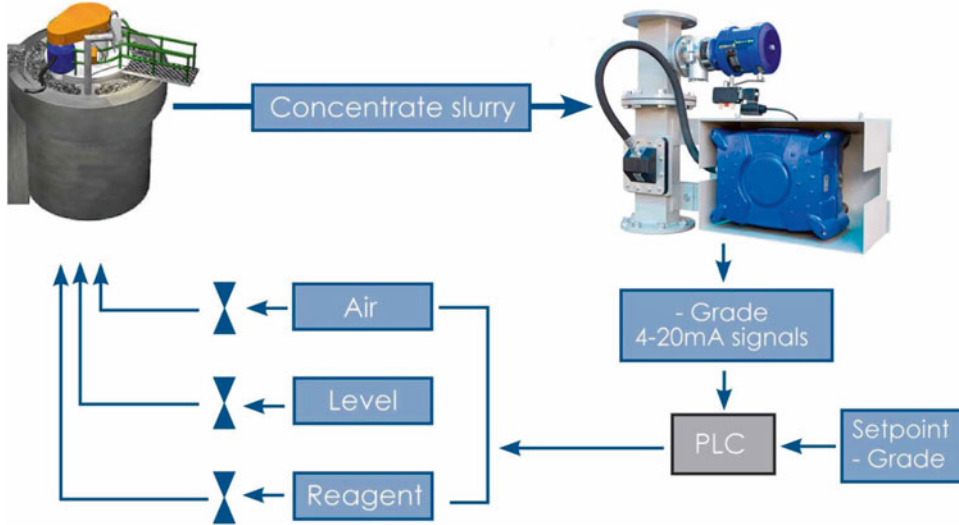 Concentrate slurry
- Grade
4-20mA signals
Air
Level
PLC
Setpoint
- Grade
Reagent